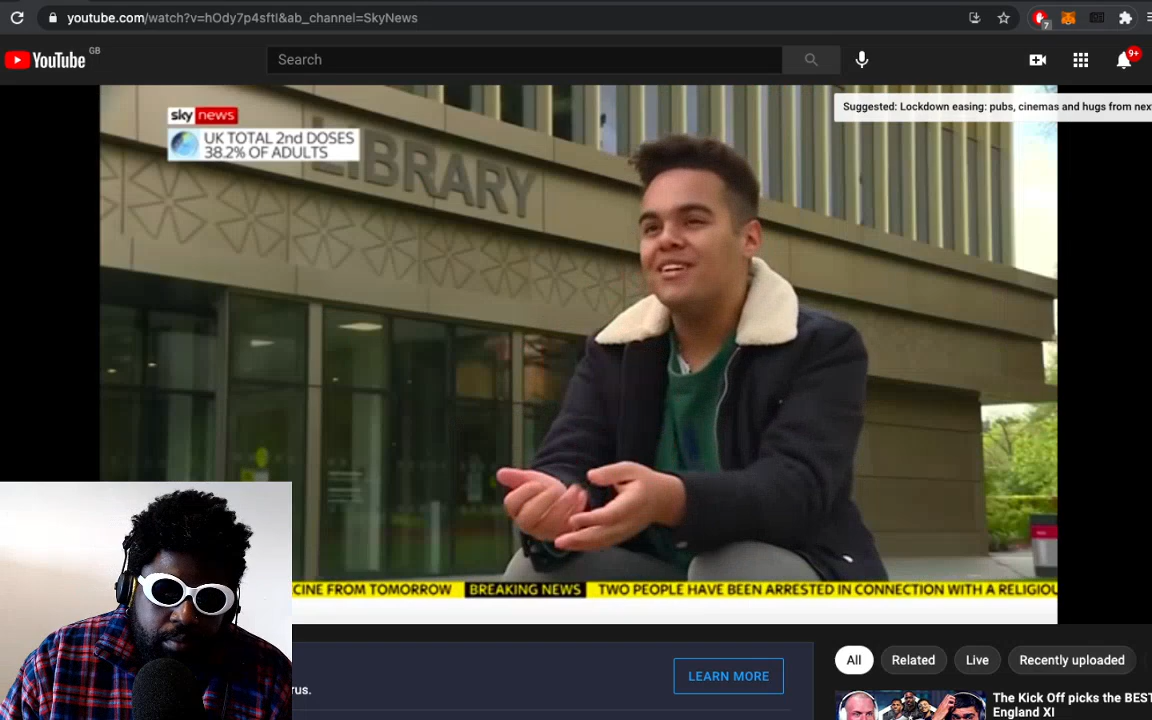 youtube.com/watch?v=hOdy7p4sftI&ab_channel=SkyNews
7
YouTube GB
Search
9+
Suggested: Lockdown easing: pubs, cinemas and hugs from nex
sky news
UK TOTAL 2nd DOSES
38.2% OF ADULTS
LIBRARY
CINE FROM TOMORROW BREAKING NEWS TWO PEOPLE HAVE BEEN ARRESTED IN CONNECTION WITH A RELIGIOU
LEARN MORE
rus.
All Related Live Recently uploaded
The Kick Off picks the BEST
England XI